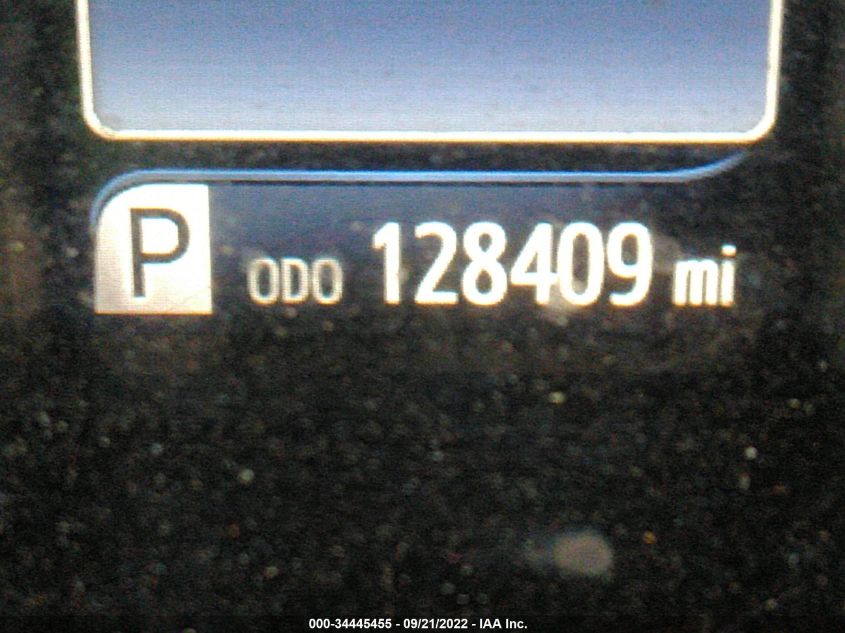 P ODO 128409 mi
000-34445455 - 09/21/2022 - IAA Inc.